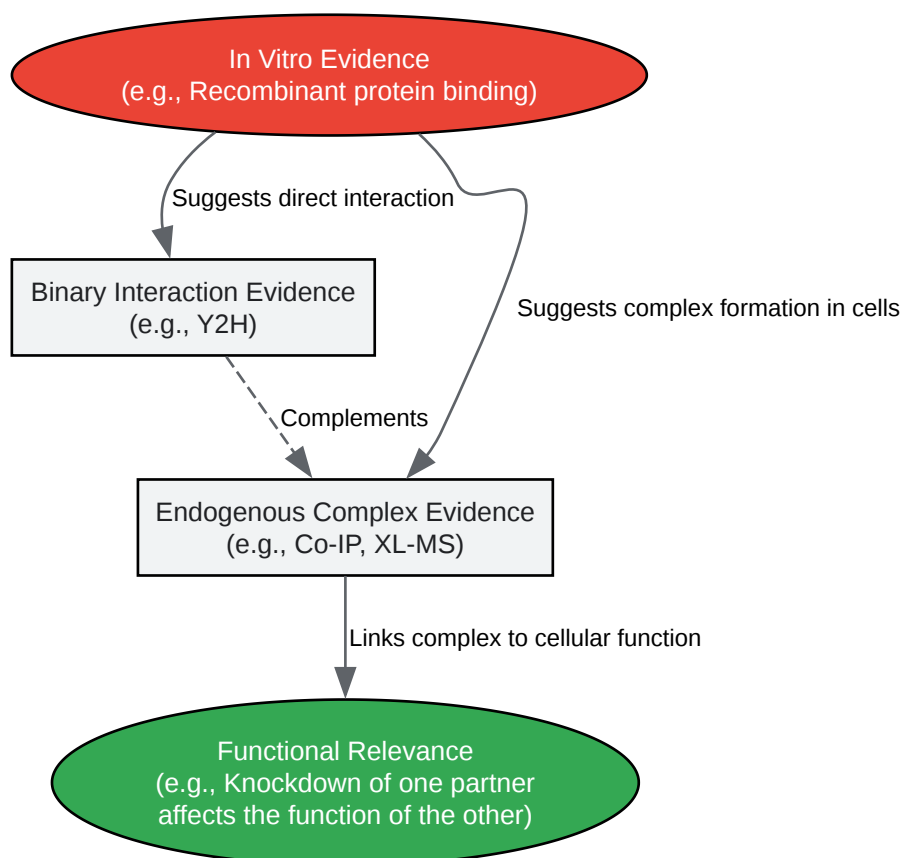 In Vitro Evidence
(e.g., Recombinant protein binding)
Suggests direct interaction
Binary Interaction Evidence
(e.g., Y2H)
Suggests complex formation in cells
Complements
Endogenous Complex Evidence
(e.g., Co-IP, XL-MS)
Links complex to cellular function
Functional Relevance
(e.g., Knockdown of one partner
affects the function of the other)